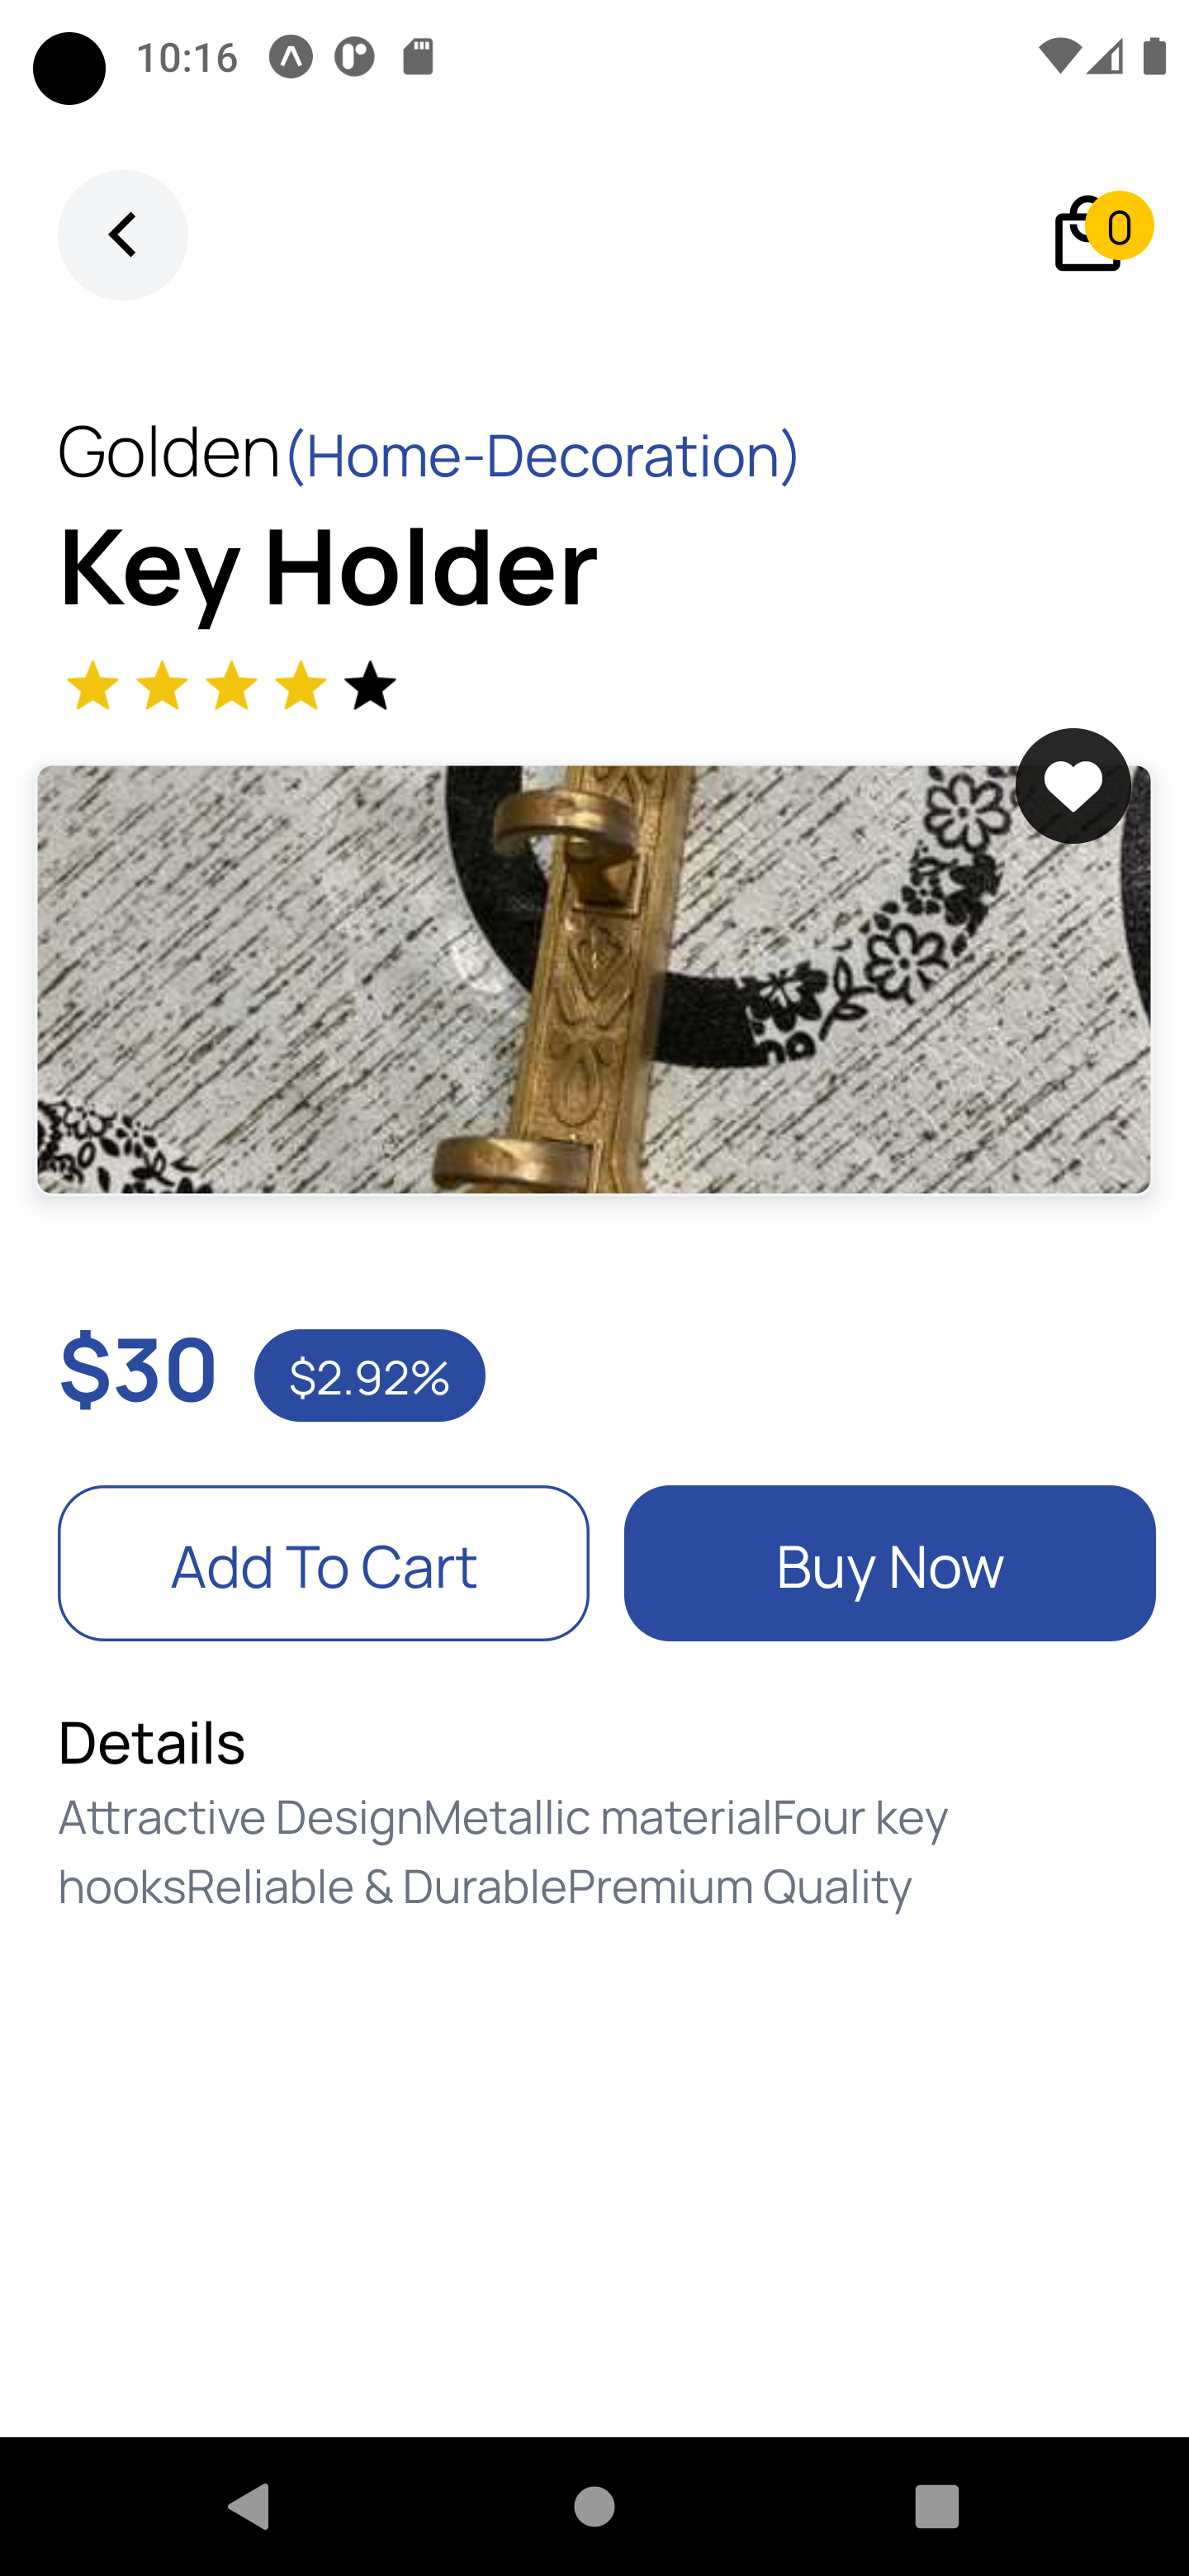 10:16
0
Golden(Home-Decoration)
Key Holder
$30 $2.92%
Add To Cart Buy Now
Details
Attractive DesignMetallic materialFour key
hooksReliable & DurablePremium Quality